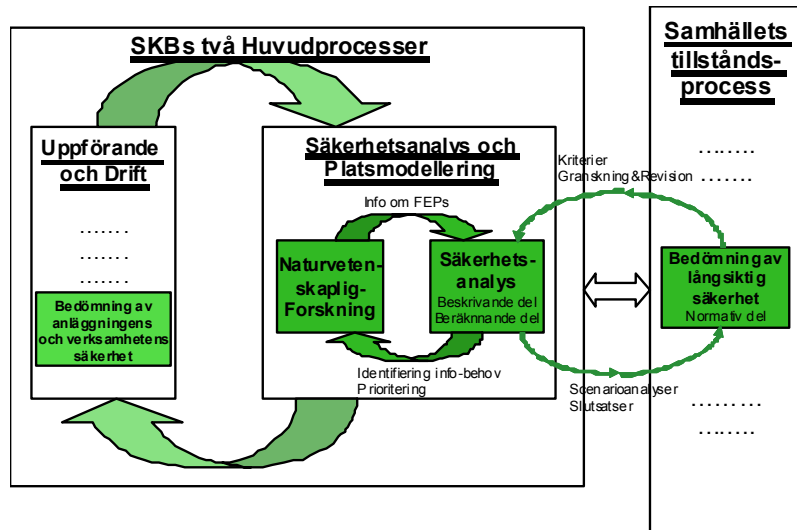 SKBs två Huvudprocesser
Uppförande
och Drift
.......
.......
.......
Bedömning av
anläggningens
och verksamhetens
säkerhet
Säkerhetsanalys och
Platsmodellering
Info om FEPs
Naturveten-
skaplig-
Forskning
Säkerhets-
analys
Beskrivande del
Beräknnande del
Identifiering info-behov
Prioritering
Kriterier
Granskning&Revision
Scenarioanalyser
Slutsatser
Samhällets
tillstånds-
process
........
.......
Bedömning av
långsiktig
säkerhet
Normativ del
.........
........